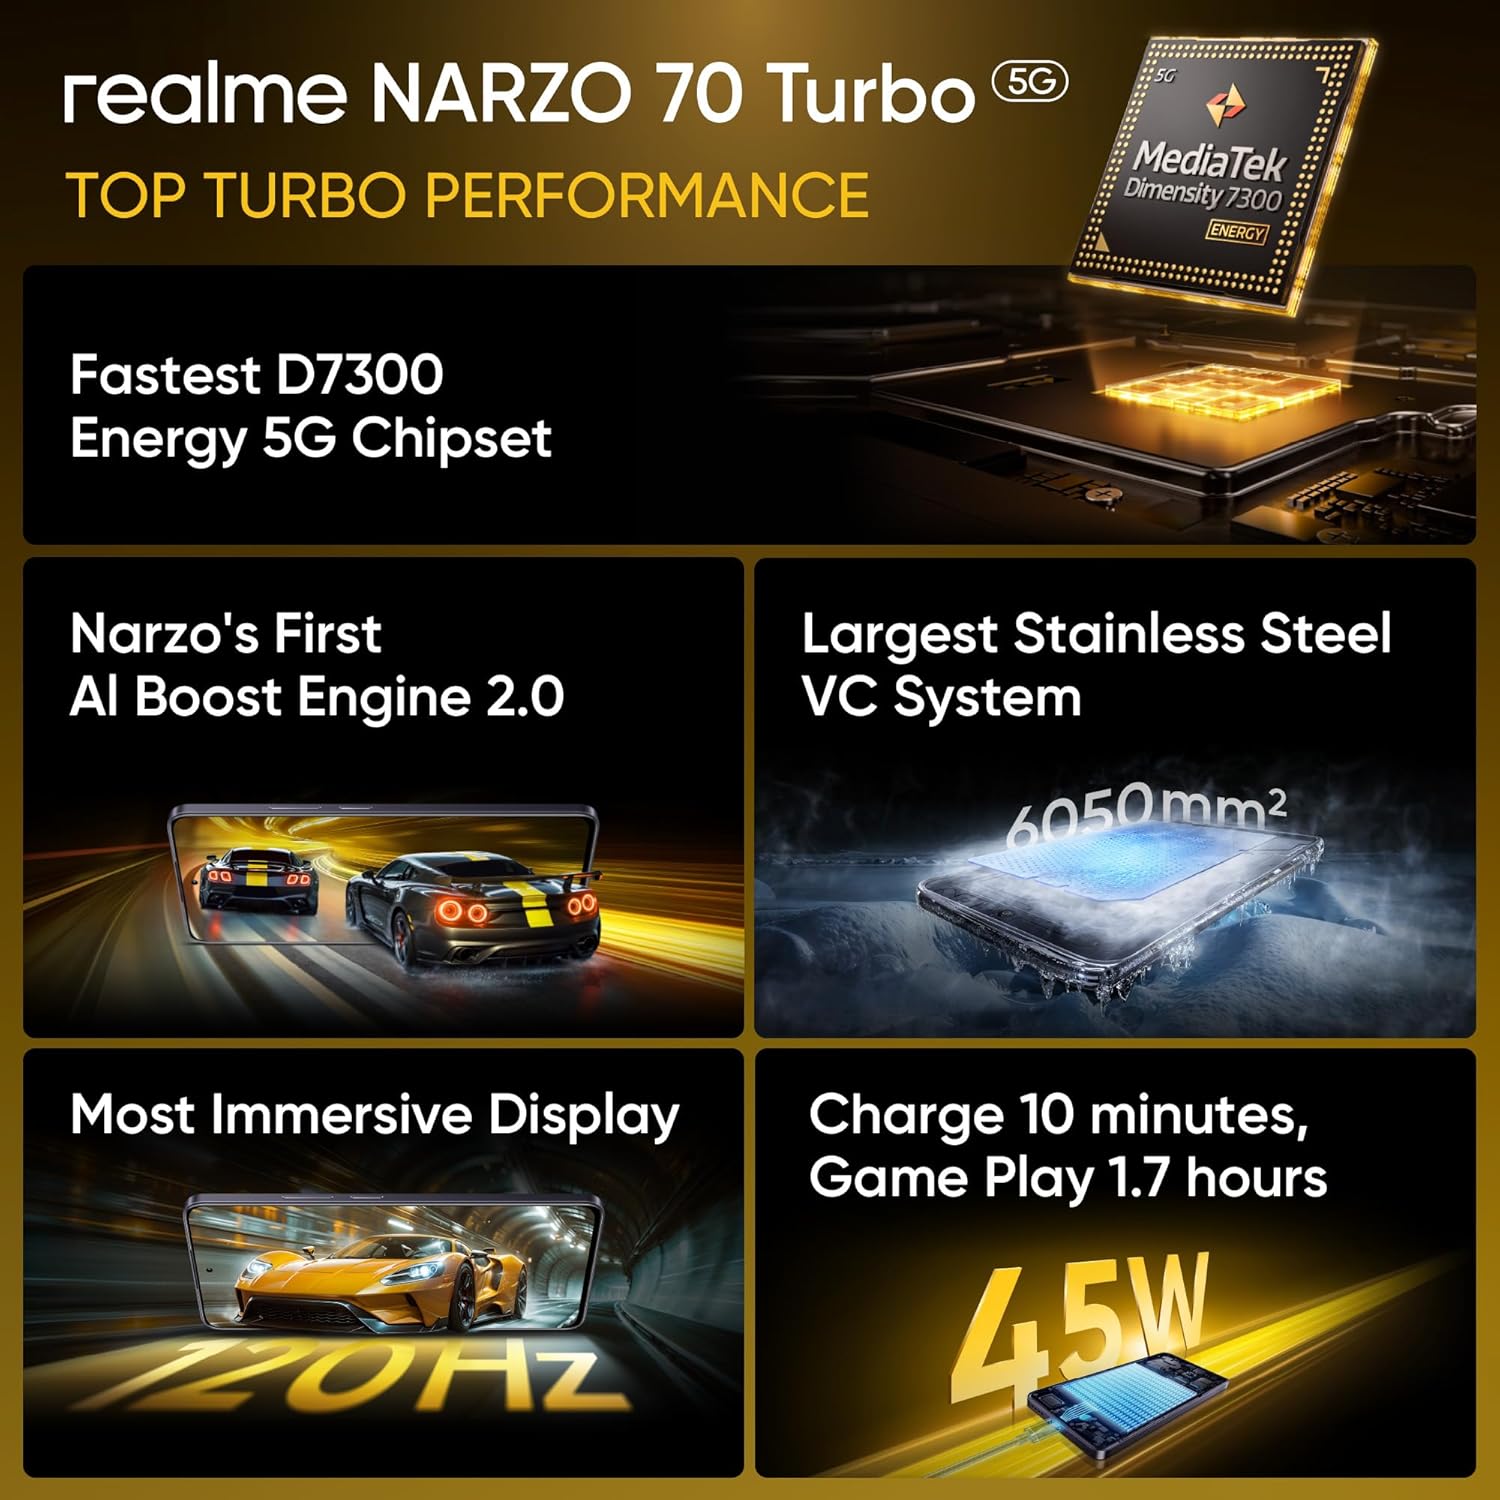 realme NARZO 70 Turbo 5G
TOP TURBO PERFORMANCE
5G
MediaTek
Dimensity 7300
ENERGY
Fastest D7300
Energy 5G Chipset
Narzo's First
AI Boost Engine 2.0
Largest Stainless Steel
VC System
6050mm²
Most Immersive Display
120Hz
Charge 10 minutes,
Game Play 1.7 hours
45W